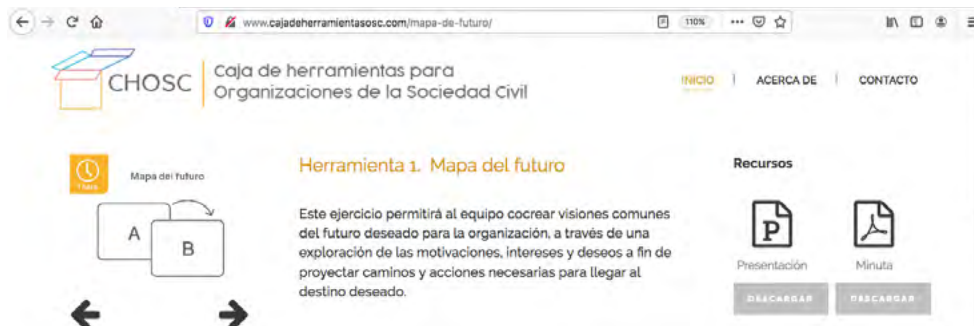 www.cajadeherramientasosc.com/mapa-de-futuro/
110%
CHOSC
Caja de herramientas para
Organizaciones de la Sociedad Civil
INICIO
ACERCA DE
CONTACTO
Mapa del futuro
A
B
Herramienta 1. Mapa del futuro
Este ejercicio permitirá al equipo cocrear visiones comunes
del futuro deseado para la organización, a través de una
exploración de las motivaciones, intereses y deseos a fin de
proyectar caminos y acciones necesarias para llegar al
destino deseado.
Recursos
P
Presentación
Minuta
DESCARGAR
DESCARGAR